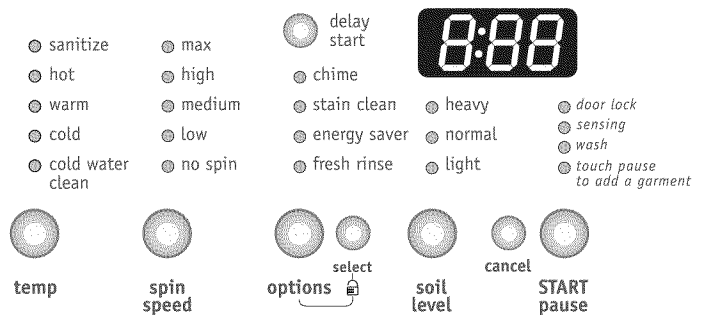 delay
start
8:88
sanitize
hot
warm
cold
cold water
clean
max
high
medium
low
no spin
chime
stain clean
energy saver
fresh rinse
heavy
normal
light
door lock
sensing
wash
touch pause
to add a garment
temp
spin
speed
options
select
soil
level
cancel
START
pause